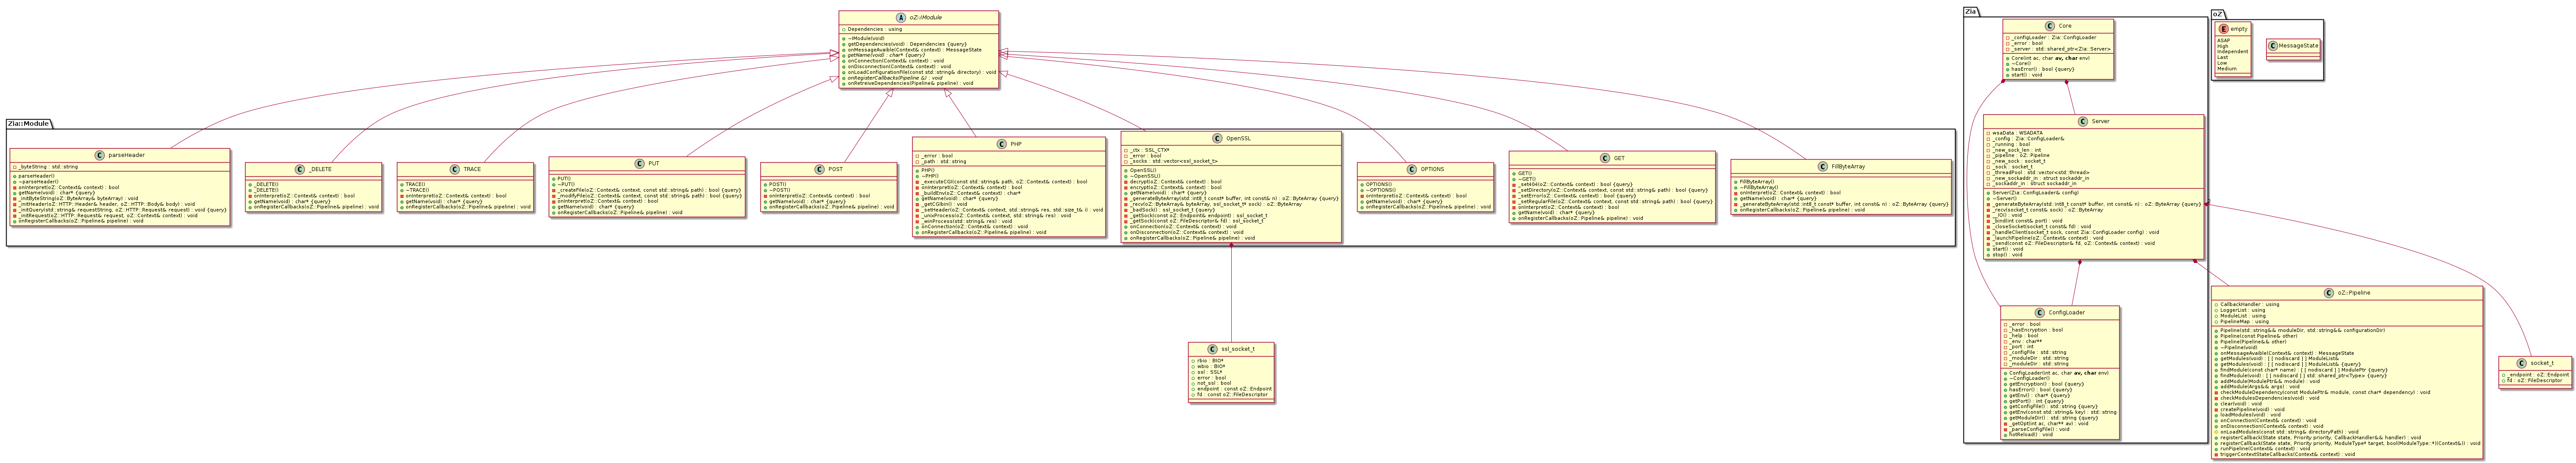 oZ::IModule
Dependencies : using
~IModule(void)
getDependencies(void) : Dependencies {query}
onMessageAvaible(Context& context) : MessageState
getName(void) : char* {query}
onConnection(Context& context) : void
onDisconnection(Context& context) : void
onLoadConfigurationFile(const std::string& directory) : void
onRegisterCallbacks(Pipeline &) : void
onRetreiveDependencies(Pipeline& pipeline) : void
Zia::Module
parseHeader
_byteString : std::string
parseHeader()
~parseHeader()
onInterpret(oZ::Context& context) : bool
getName(void) : char* {query}
_initByteString(oZ::ByteArray& byteArray) : void
_initHeader(oZ::HTTP::Header& header, oZ::HTTP::Body& body) : void
_initQuery(std::string& requestString, oZ::HTTP::Request& request) : void {query}
_initRequest(oZ::HTTP::Request& request, oZ::Context& context) : void
onRegisterCallbacks(oZ::Pipeline& pipeline) : void
_DELETE
_DELETE()
_DELETE()
onInterpret(oZ::Context& context) : bool
getName(void) : char* {query}
onRegisterCallbacks(oZ::Pipeline& pipeline) : void
TRACE
TRACE()
~TRACE()
onInterpret(oZ::Context& context) : bool
getName(void) : char* {query}
onRegisterCallbacks(oZ::Pipeline& pipeline) : void
PUT
PUT()
~PUT()
_createFile(oZ::Context& context, const std::string& path) : bool {query}
_modifyFile(oZ::Context& context, const std::string& path) : bool {query}
onInterpret(oZ::Context& context) : bool
getName(void) : char* {query}
onRegisterCallbacks(oZ::Pipeline& pipeline) : void
POST
POST()
~POST()
onInterpret(oZ::Context& context) : bool
getName(void) : char* {query}
onRegisterCallbacks(oZ::Pipeline& pipeline) : void
PHP
_error : bool
_path : std::string
PHP()
~PHP()
_executeCGI(const std::string& path, oZ::Context& context) : bool
onInterpret(oZ::Context& context) : bool
_buildEnv(oZ::Context& context) : char*
getName(void) : char* {query}
_getCGibin() : void
_setHeader(oZ::Context& context, std::string& res, std::size_t& i) : void
_unixProcess(oZ::Context& context, std::string& res) : void
_winProcess(std::string& res) : void
onConnection(oZ::Context& context) : void
onRegisterCallbacks(oZ::Pipeline& pipeline) : void
OpenSSL
_ctx : SSL_CTX*
_error : bool
_socks : std::vector<ssl_socket_t>
OpenSSL()
~OpenSSL()
decrypt(oZ::Context& context) : bool
encrypt(oZ::Context& context) : bool
getName(void) : char* {query}
_generateByteArray(std::int8_t const* buffer, int const& n) : oZ::ByteArray {query}
_recv(oZ::ByteArray& byteArray, ssl_socket_t* sock) : oZ::ByteArray
_badSock() : ssl_socket_t {query}
_getSock(const oZ::Endpoint& endpoint) : ssl_socket_t
_getSock(const oZ::FileDescriptor& fd) : ssl_socket_t
onConnection(oZ::Context& context) : void
onDisconnection(oZ::Context& context) : void
onRegisterCallbacks(oZ::Pipeline& pipeline) : void
OPTIONS
OPTIONS()
~OPTIONS()
onInterpret(oZ::Context& context) : bool
getName(void) : char* {query}
onRegisterCallbacks(oZ::Pipeline& pipeline) : void
GET
GET()
~GET()
_set404(oZ::Context& context) : bool {query}
_setDirectory(oZ::Context& context, const std::string& path) : bool {query}
onInterpret(oZ::Context& context) : bool
_setRegularFile(oZ::Context& context, const std::string& path) : bool {query}
getName(void) : char* {query}
onRegisterCallbacks(oZ::Pipeline& pipeline) : void
FillByteArray
FillByteArray()
~FillByteArray()
onInterpret(oZ::Context& context) : bool
getName(void) : char* {query}
_generateByteArray(std::int8_t const* buffer, int const& n) : oZ::ByteArray {query}
onRegisterCallbacks(oZ::Pipeline& pipeline) : void
ssl_socket_t
rbio : BIO*
wbio : BIO*
ssl : SSL*
error : bool
not_ssl : bool
endpoint : const oZ::Endpoint
fd : const oZ::FileDescriptor
Zia
Core
_configLoader : Zia::ConfigLoader
_error : bool
_server : std::shared_ptr<Zia::Server>
Core(int ac, char av, char env)
~Core()
hasError() : bool {query}
start() : void
Server
wsaData : WSADATA
_config : Zia::ConfigLoader&
_running : bool
_new_sock_len : int
_pipeline : oZ::Pipeline
_new_sock : socket_t
_sock : socket_t
_threadPool : std::vector<std::thread>
_new_sockaddr_in : struct sockaddr_in
_sockaddr_in : struct sockaddr_in
Server(Zia::ConfigLoader& config)
~Server()
_generateByteArray(std::int8_t const* buffer, int const& n) : oZ::ByteArray {query}
_recv(socket_t const& sock) : oZ::ByteArray
__IO() : void
_bind(int const& port) : void
_closeSocket(socket_t const& fd) : void
_handleClient(socket_t sock, const Zia::ConfigLoader config) : void
_launchPipeline(oZ::Context& context) : void
_send(const oZ::FileDescriptor& fd, oZ::Context& context) : void
start() : void
stop() : void
2
ConfigLoader
_error : bool
_hasEncryption : bool
_help : bool
_env : char**
_port : int
_configFile : std::string
_moduleDir : std::string
_moduleDir : std::string
ConfigLoader(int ac, char av, char env)
~ConfigLoader()
getEncryption() : bool {query}
hasError() : bool {query}
getEnv() : char* {query}
getPort() : int {query}
getConfigFile() : std::string {query}
getEnv(const std::string& key) : std::string
getModuleDir() : std::string {query}
_getOpt(int ac, char** av) : void
_parseConfigFile() : void
hotReload() : void
oZ
empty
ASAP
High
Independent
Last
Low
Medium
MessageState
oZ::Pipeline
CallbackHandler : using
LoggerList : using
ModuleList : using
PipelineMap : using
Pipeline(std::string&& moduleDir, std::string&& configurationDir)
Pipeline(const Pipeline& other)
Pipeline(Pipeline&& other)
~Pipeline(void)
onMessageAvaible(Context& context) : MessageState
getModules(void) : [ [ nodiscard ] ] ModuleList&
getModules(void) : [ [ nodiscard ] ] ModuleList& {query}
findModule(const char* name) : [ [ nodiscard ] ] ModulePtr {query}
findModule(void) : [ [ nodiscard ] ] std::shared_ptr<Type> {query}
addModule(ModulePtr&& module) : void
addModule(Args&& args) : void
checkModuleDependency(const ModulePtr& module, const char* dependency) : void
checkModulesDependencies(void) : void
clear(void) : void
createPipeline(void) : void
loadModules(void) : void
onConnection(Context& context) : void
onDisconnection(Context& context) : void
onLoadModules(const std::string& directoryPath) : void
registerCallback(State state, Priority priority, CallbackHandler&& handler) : void
registerCallback(State state, Priority priority, ModuleType* target, bool(ModuleType::*)(Context&)) : void
runPipeline(Context& context) : void
triggerContextStateCallbacks(Context& context) : void
socket_t
_endpoint : oZ::Endpoint
fd : oZ::FileDescriptor